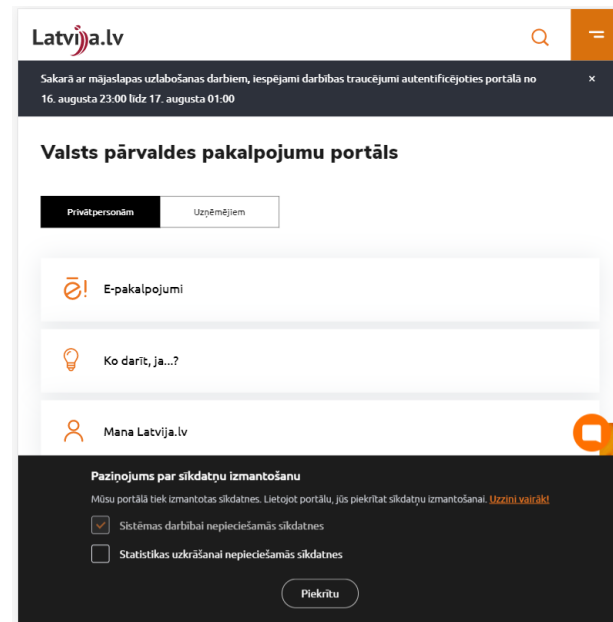 Latvija.lv
Sakarā ar mājaslapas uzlabošanas darbiem, iespējami darbības traucējumi autentificējoties portālā no
16. augusta 23:00 līdz 17. augusta 01:00
×
Valsts pārvaldes pakalpojumu portāls
Privātpersonām
Uzņēmējiem
ē! E-pakalpojumi
Ko darīt, ja...?
Mana Latvija.lv
Paziņojums par sīkdatņu izmantošanu
Mūsu portālā tiek izmantotas sīkdatnes. Lietojot portālu, jūs piekrītat sīkdatņu izmantošanai. Uzzini vairāk!
Sistēmas darbībai nepieciešamās sīkdatnes
Statistikas uzkrāšanai nepieciešamās sīkdatnes
Piekrītu